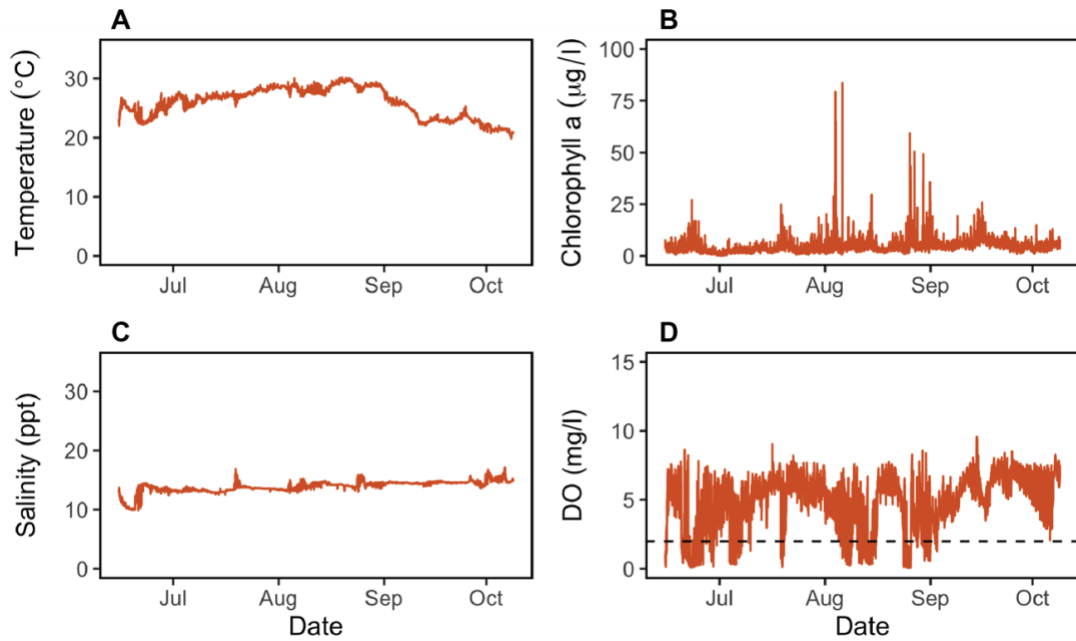 A
Temperature (°C)
30
20
10
0
Jul Aug Sep Oct
B
Chlorophyll a (μg/l)
100
75
50
25
0
Jul Aug Sep Oct
C
Salinity (ppt)
30
20
10
0
Jul Aug Sep Oct
Date
D
DO (mg/l)
15
10
5
0
Jul Aug Sep Oct
Date